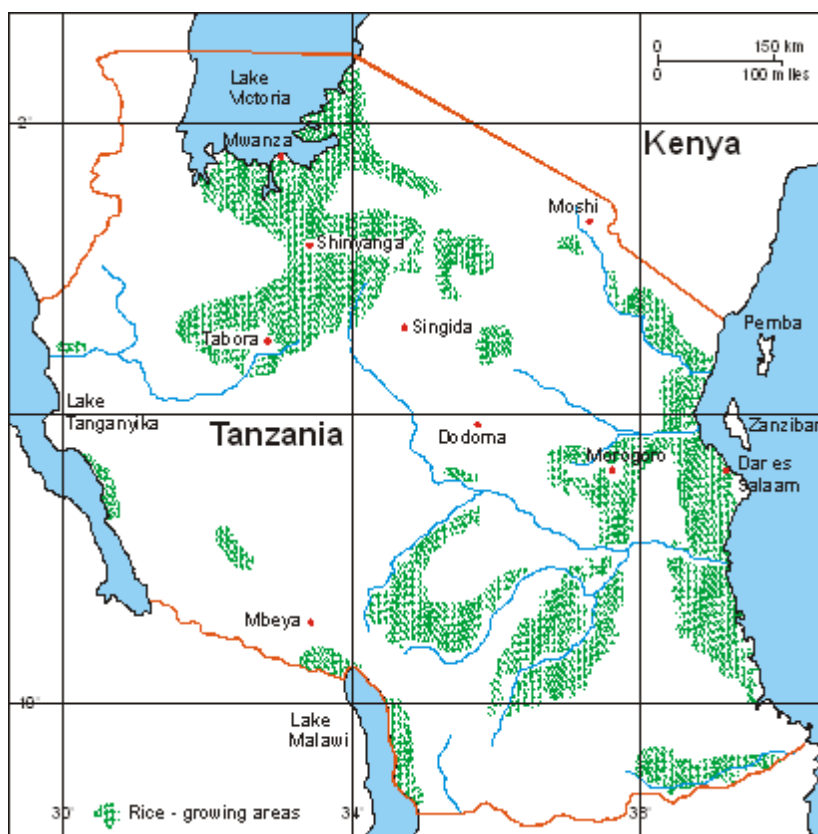 0 150 km
0 100 miles
Lake
Victoria
2°
Mwanza
Kenya
Moshi
Shinyanga
Pemba
Singida
Tabora
Lake
Tanganyika
Zanzibar
Tanzania
Dodoma
Morogoro
Dar es
Salaam
Mbeya
10°
Lake
Malawi
30°
34°
38°
Rice - growing areas